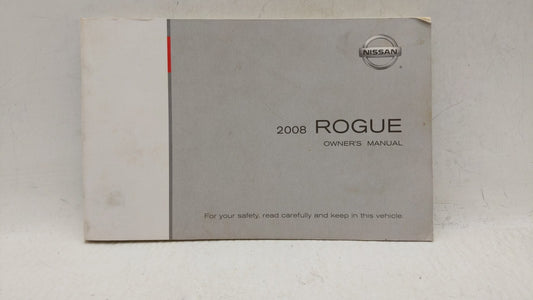 NISSAN
2008 ROGUE
OWNER'S MANUAL
For your safety, read carefully and keep in this vehicle.